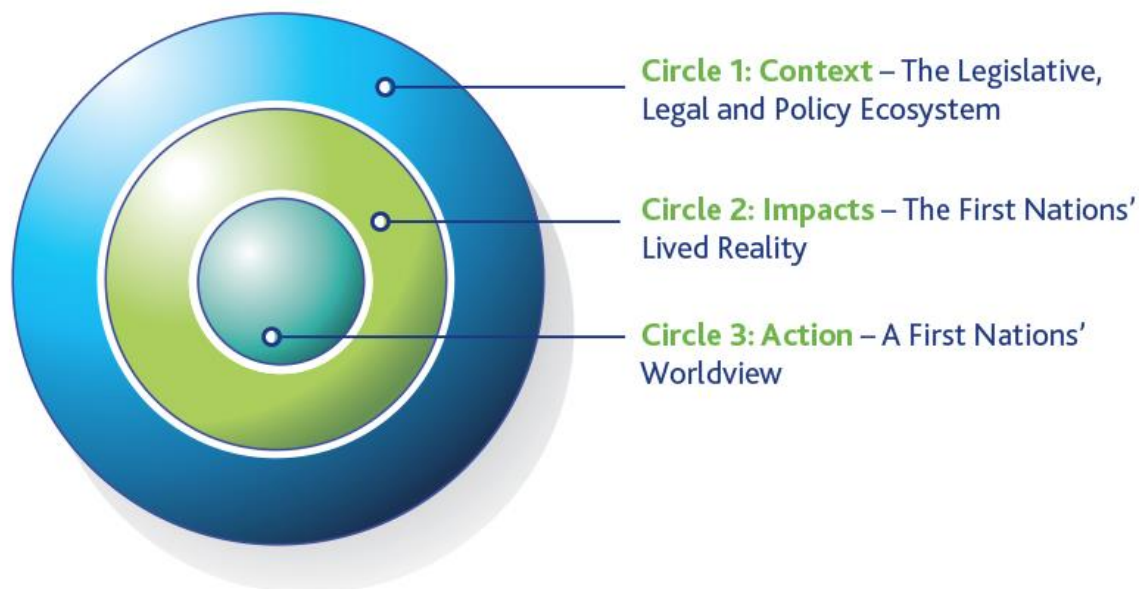 Circle 1: Context – The Legislative,
Legal and Policy Ecosystem
Circle 2: Impacts – The First Nations’
Lived Reality
Circle 3: Action – A First Nations’
Worldview